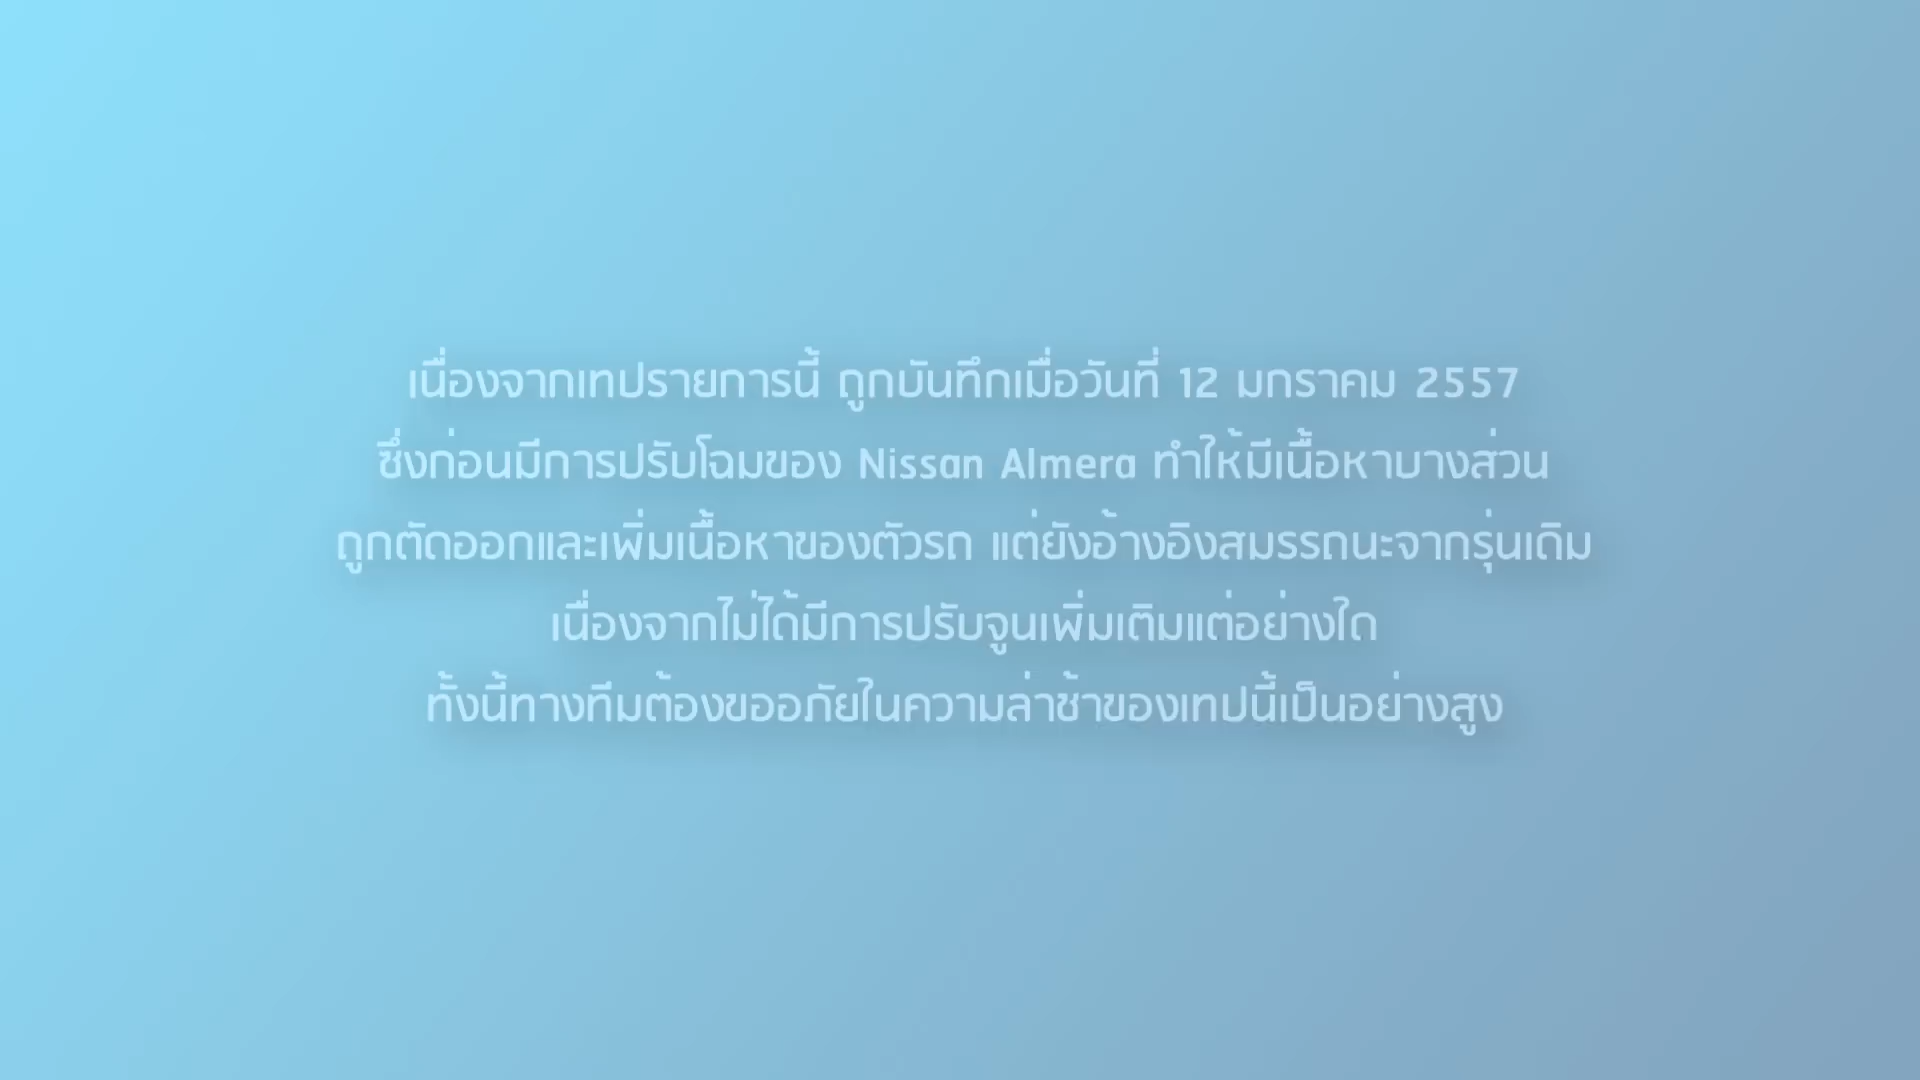 เนื่องจากเทปรายการนี้ ถูกบันทึกเมื่อวันที่ 12 มกราคม 2557
ซึ่งก่อนมีการปรับโฉมของ Nissan Almera ทำให้มีเนื้อหาบางส่วน
ถูกตัดออกและเพิ่มเนื้อหาของตัวรถ แต่ยังอ้างอิงสมรรถนะจากรุ่นเดิม
เนื่องจากไม่ได้มีการปรับจูนเพิ่มเติมแต่อย่างใด
ทั้งนี้ทางทีมต้องขออภัยในความล่าช้าของเทปนี้เป็นอย่างสูง